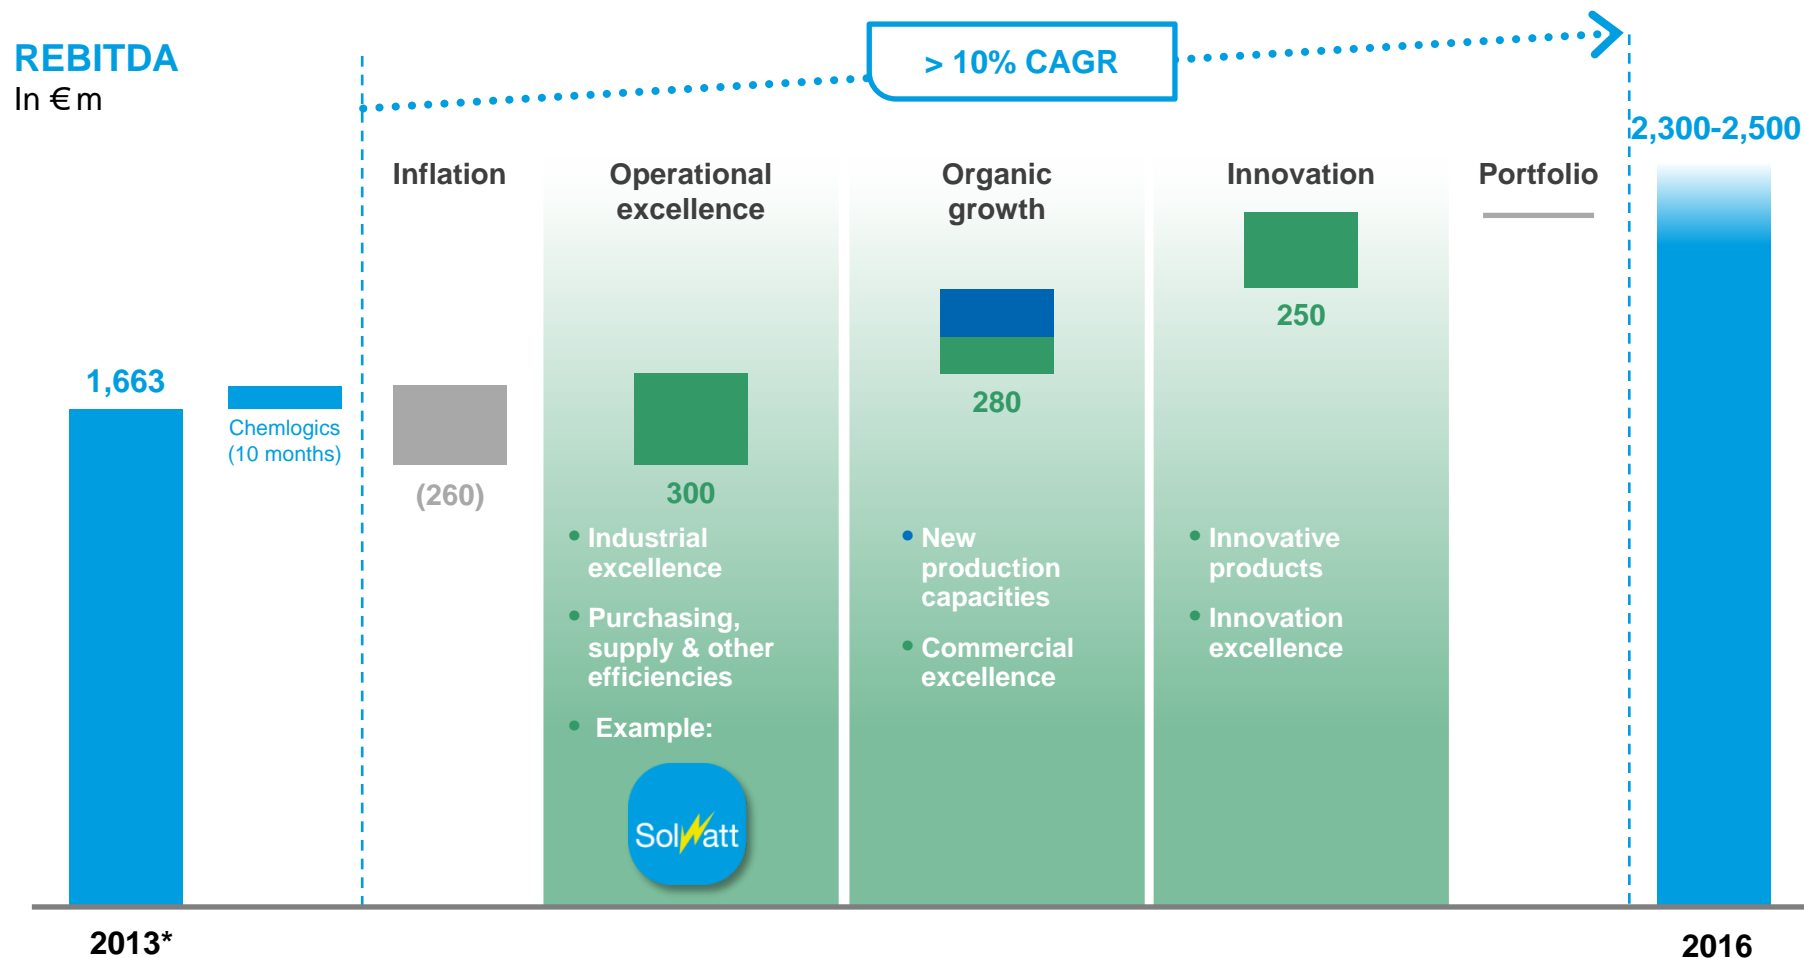 REBITDA
In €m
> 10% CAGR
2,300-2,500
Inflation
Operational
excellence
Organic
growth
Innovation
Portfolio
1,663
Chemlogics
(10 months)
(260)
300
280
250
• Industrial
excellence
• Purchasing,
supply & other
efficiencies
• Example:
SolWatt
• New
production
capacities
• Commercial
excellence
• Innovative
products
• Innovation
excellence
2013*
2016